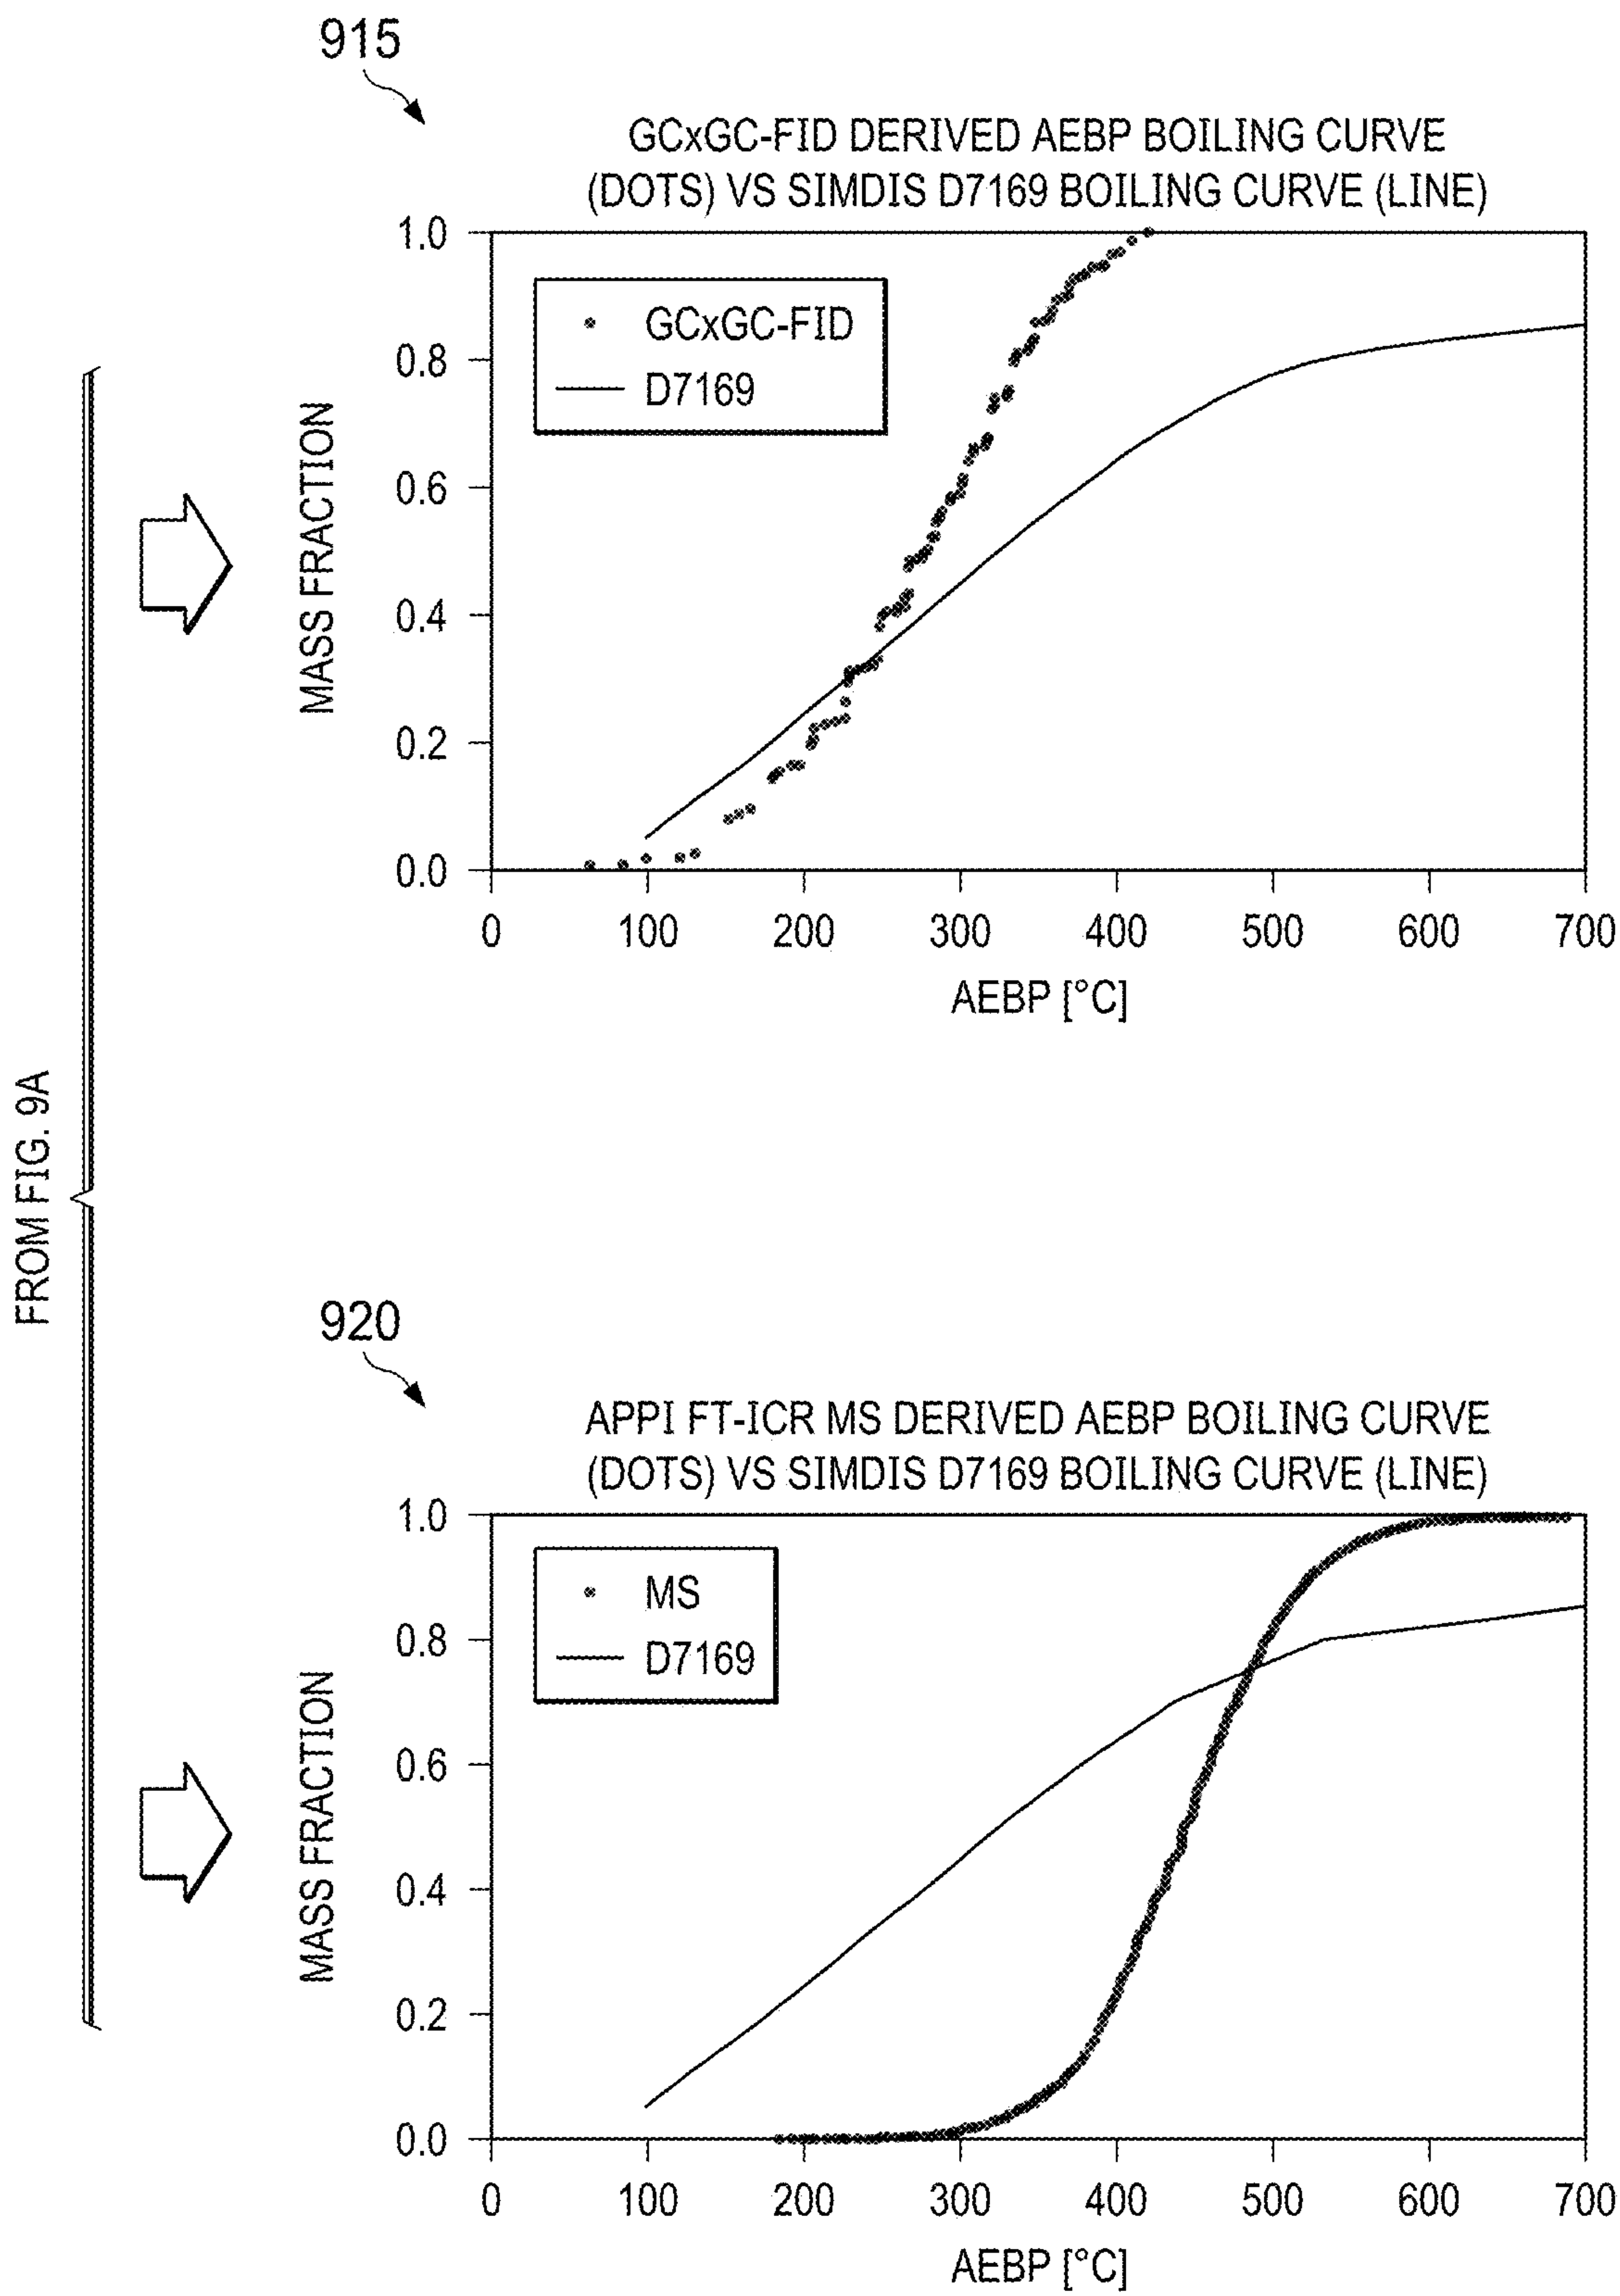 915
GCxGC-FID DERIVED AEBP BOILING CURVE
(DOTS) VS SIMDIS D7169 BOILING CURVE (LINE)
1.0
0.8
0.6
0.4
0.2
0.0
MASS FRACTION
GCxGC-FID
D7169
0 100 200 300 400 500 600 700
AEBP [°C]
FROM FIG. 9A
920
APPI FT-ICR MS DERIVED AEBP BOILING CURVE
(DOTS) VS SIMDIS D7169 BOILING CURVE (LINE)
1.0
0.8
0.6
0.4
0.2
0.0
MASS FRACTION
MS
D7169
0 100 200 300 400 500 600 700
AEBP [°C]